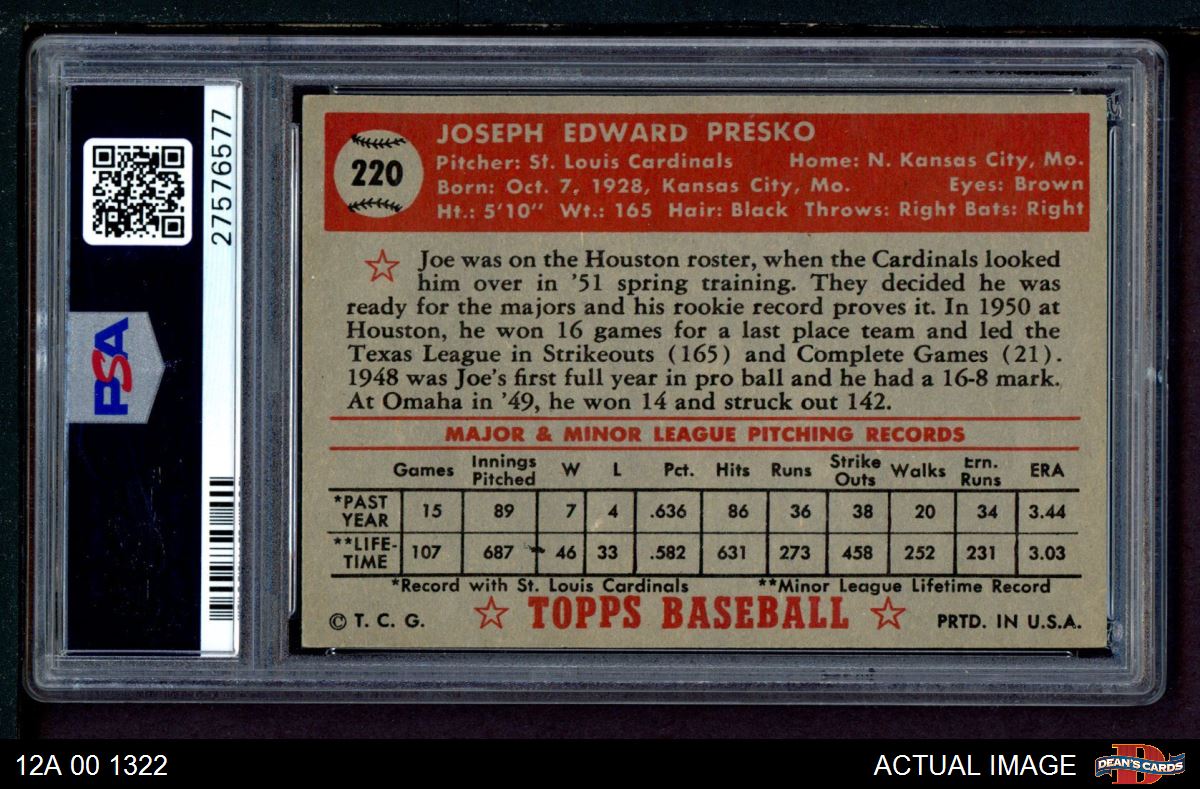 27576577
PSA
220
JOSEPH EDWARD PRESKO
Pitcher: St. Louis Cardinals Home: N. Kansas City, Mo.
Born: Oct. 7, 1928, Kansas City, Mo. Eyes: Brown
Ht.: 5'10" Wt.: 165 Hair: Black Throws: Right Bats: Right
Joe was on the Houston roster, when the Cardinals looked
him over in '51 spring training. They decided he was
ready for the majors and his rookie record proves it. In 1950 at
Houston, he won 16 games for a last place team and led the
Texas League in Strikeouts (165) and Complete Games (21).
1948 was Joe's first full year in pro ball and he had a 16-8 mark.
At Omaha in '49, he won 14 and struck out 142.
MAJOR & MINOR LEAGUE PITCHING RECORDS
Games Innings Pitched W L Pct. Hits Runs Strike Outs Walks Ern. Runs ERA
*PAST YEAR 15 89 7 4 .636 86 36 38 20 34 3.44
**LIFE-TIME 107 687 46 33 .582 631 273 458 252 231 3.03
*Record with St. Louis Cardinals **Minor League Lifetime Record
© T. C. G. TOPPS BASEBALL PRTD. IN U.S.A.
12A 00 1322 ACTUAL IMAGE DEAN'S CARDS